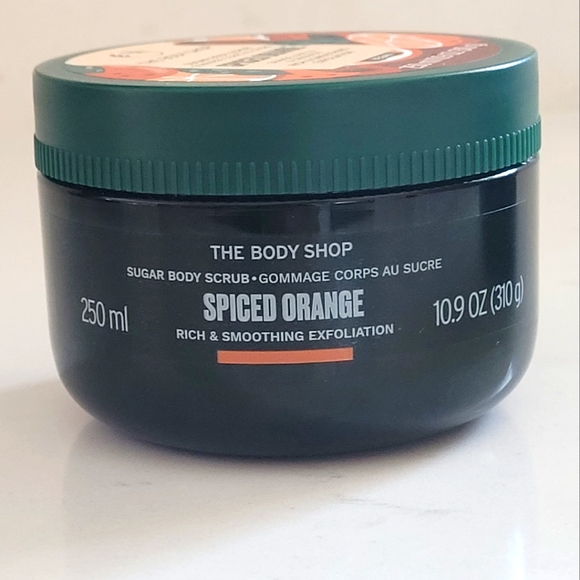 THE BODY SHOP
SUGAR BODY SCRUB • GOMMAGE CORPS AU SUCRE
250 ml
SPICED ORANGE
10.9 OZ (310 g)
RICH & SMOOTHING EXFOLIATION